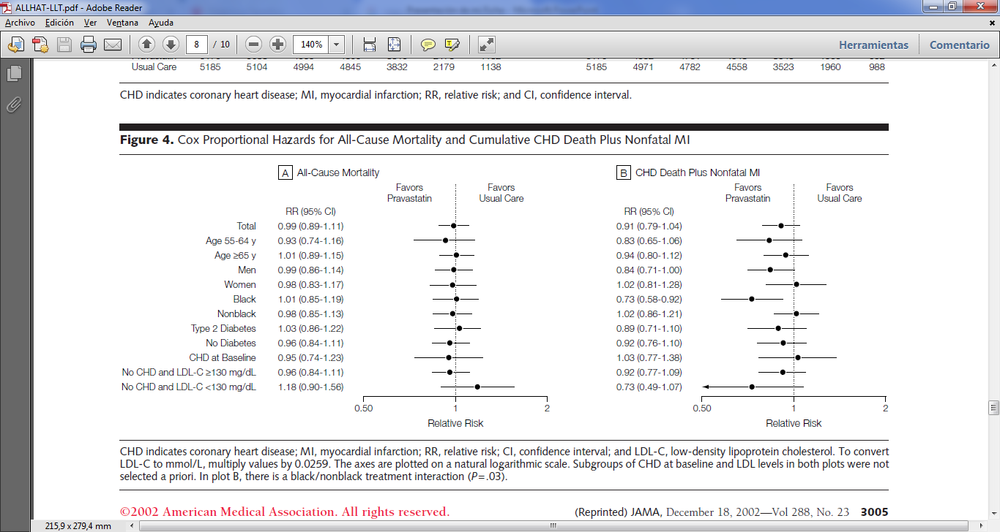 ALLHAT-LLT.pdf - Adobe Reader
Archivo Edición Ver Ventana Ayuda
8 / 10 140% Herramientas Comentario
Usual Care 5185 5104 4994 4845 3832 2179 1138 5185 4971 4782 4558 3523 1960 988
CHD indicates coronary heart disease; MI, myocardial infarction; RR, relative risk; and CI, confidence interval.
Figure 4. Cox Proportional Hazards for All-Cause Mortality and Cumulative CHD Death Plus Nonfatal MI
A All-Cause Mortality B CHD Death Plus Nonfatal MI
Favors Favors Favors Favors
Pravastatin Usual Care Pravastatin Usual Care
RR (95% CI) RR (95% CI)
Total 0.99 (0.89-1.11) 0.91 (0.79-1.04)
Age 55-64 y 0.93 (0.74-1.16) 0.83 (0.65-1.06)
Age ≥65 y 1.01 (0.89-1.15) 0.94 (0.80-1.12)
Men 0.99 (0.86-1.14) 0.84 (0.71-1.00)
Women 0.98 (0.83-1.17) 1.02 (0.81-1.28)
Black 1.01 (0.85-1.19) 0.73 (0.58-0.92)
Nonblack 0.98 (0.85-1.13) 1.02 (0.86-1.21)
Type 2 Diabetes 1.03 (0.86-1.22) 0.89 (0.71-1.10)
No Diabetes 0.96 (0.84-1.11) 0.92 (0.76-1.10)
CHD at Baseline 0.95 (0.74-1.23) 1.03 (0.77-1.38)
No CHD and LDL-C ≥130 mg/dL 0.96 (0.84-1.11) 0.92 (0.77-1.09)
No CHD and LDL-C <130 mg/dL 1.18 (0.90-1.56) 0.73 (0.49-1.07)
0.50 1 2 0.50 1 2
Relative Risk Relative Risk
CHD indicates coronary heart disease; MI, myocardial infarction; RR, relative risk; CI, confidence interval; and LDL-C, low-density lipoprotein cholesterol. To convert
LDL-C to mmol/L, multiply values by 0.0259. The axes are plotted on a natural logarithmic scale. Subgroups of CHD at baseline and LDL levels in both plots were not
selected a priori. In plot B, there is a black/nonblack treatment interaction (P=.03).
©2002 American Medical Association. All rights reserved. (Reprinted) JAMA, December 18, 2002—Vol 288, No. 23 3005
215,9 x 279,4 mm